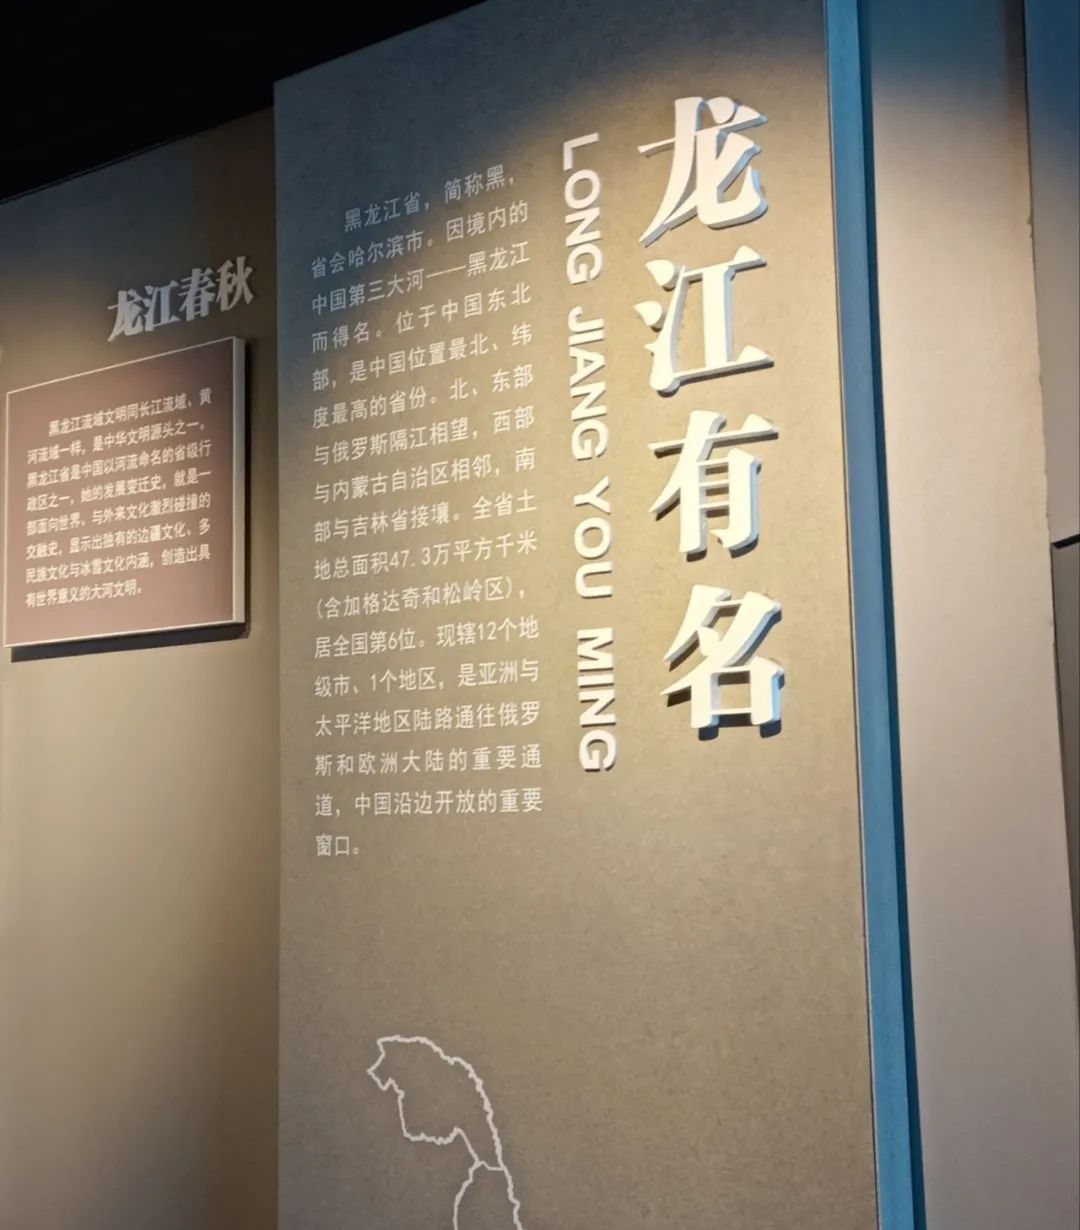 龙江有名
LONG JIANG YOU MING
黑龙江省，简称黑，
省会哈尔滨市。因境内的
中国第三大河——黑龙江
而得名。位于中国东北
部，是中国位置最北、纬
度最高的省份。北、东部
与俄罗斯隔江相望，西部
与内蒙古自治区相邻，南
部与吉林省接壤。全省土
地总面积47.3万平方千米
(含加格达奇和松岭区)，
居全国第6位。现辖12个地
级市、1个地区，是亚洲与
太平洋地区陆路通往俄罗
斯和欧洲大陆的重要通
道，中国沿边开放的重要
窗口。
龙江春秋
黑龙江流域文明同长江流域、黄
河流域一样，是中华文明源头之一。
黑龙江省是中国以河流命名的省级行
政区之一，她的发展变迁史，就是一
部面向世界，与外来文化激烈碰撞的
交融史，显示出独有的边疆文化、多
民族文化与冰雪文化内涵，创造出具
有世界意义的大河文明。